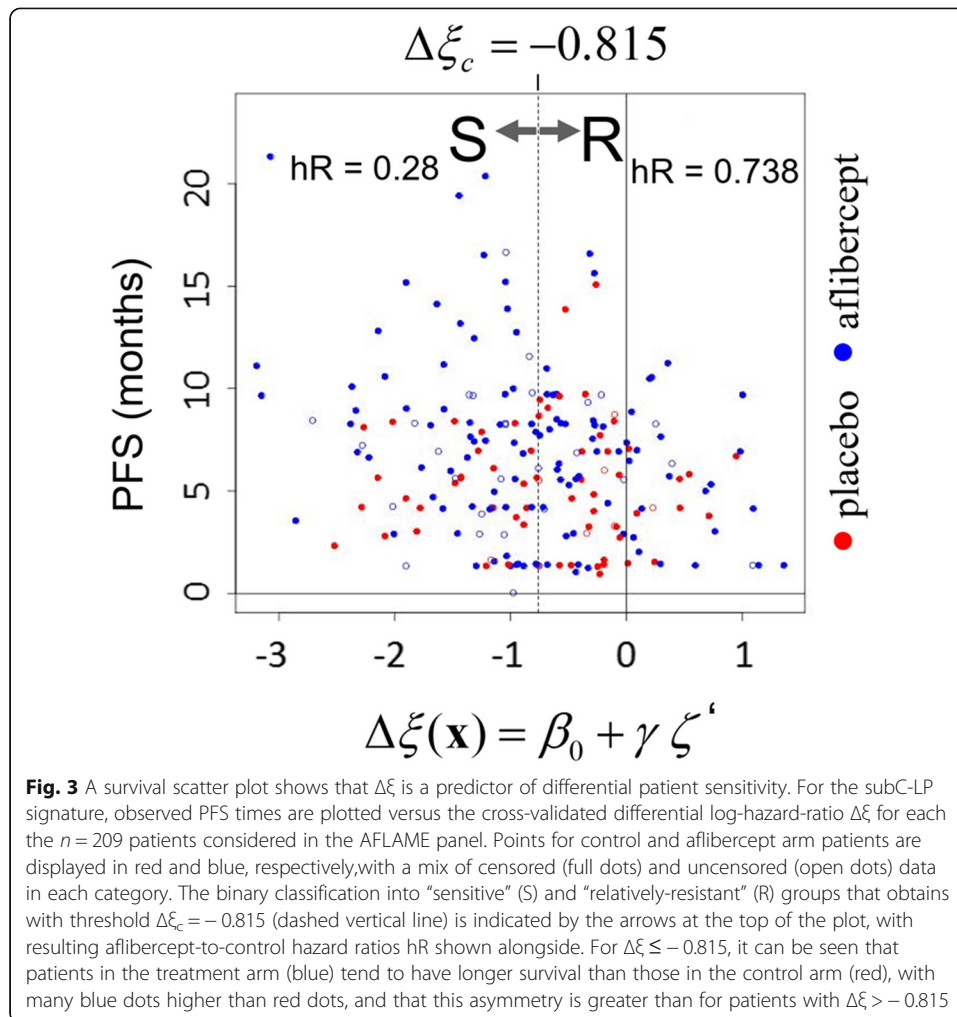 Δξc = −0.815
S R
hR = 0.28 hR = 0.738
PFS (months)
20
15
10
5
0
-3 -2 -1 0 1
Δξ(x) = β0 + γ ζ‘
placebo aflibercept
Fig. 3 A survival scatter plot shows that Δξ is a predictor of differential patient sensitivity. For the subC-LP
signature, observed PFS times are plotted versus the cross-validated differential log-hazard-ratio Δξ for each
the n = 209 patients considered in the AFLAME panel. Points for control and aflibercept arm patients are
displayed in red and blue, respectively,with a mix of censored (full dots) and uncensored (open dots) data
in each category. The binary classification into “sensitive” (S) and “relatively-resistant” (R) groups that obtains
with threshold Δξc = − 0.815 (dashed vertical line) is indicated by the arrows at the top of the plot, with
resulting aflibercept-to-control hazard ratios hR shown alongside. For Δξ ≤ − 0.815, it can be seen that
patients in the treatment arm (blue) tend to have longer survival than those in the control arm (red), with
many blue dots higher than red dots, and that this asymmetry is greater than for patients with Δξ > − 0.815